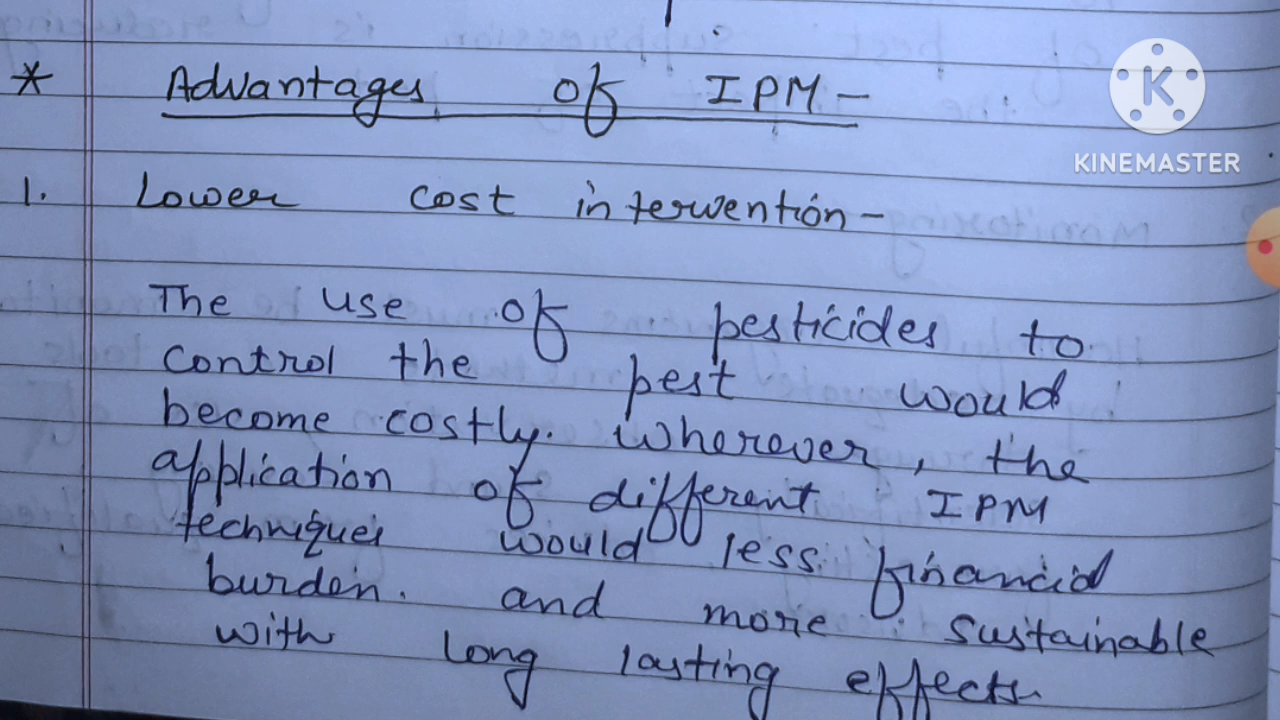 * Advantages of IPM -
K
KINEMASTER
1. Lower cost intervention -
The use of pesticides to
control the pest would
become costly. wherever, the
application of different IPM
techniques would less financial
burden. and more sustainable
with long lasting effects